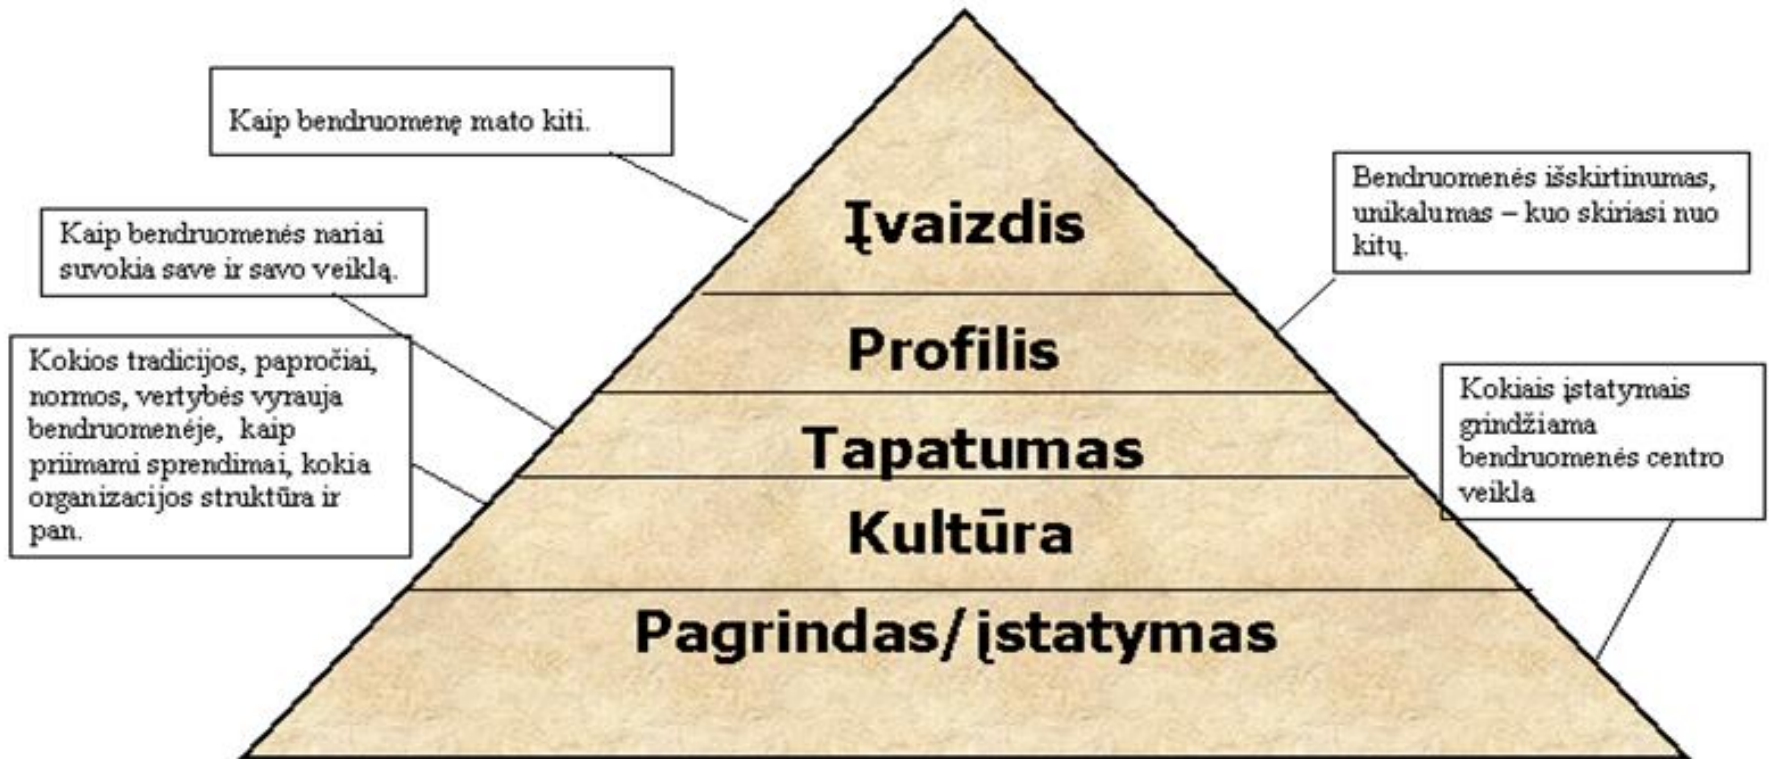 Kaip bendruomenę mato kiti.
Kaip bendruomenės nariai
suvokia save ir savo veiklą.
Kokios tradicijos, papročiai,
normos, vertybės vyrauja
bendruomenėje, kaip
priimami sprendimai, kokia
organizacijos struktūra ir
pan.
Įvaizdis
Profilis
Tapatumas
Kultūra
Pagrindas/įstatymas
Bendruomenės išskirtinumas,
unikalumas – kuo skiriasi nuo
kitų.
Kokiais įstatymais
grindžiama
bendruomenės centro
veikla